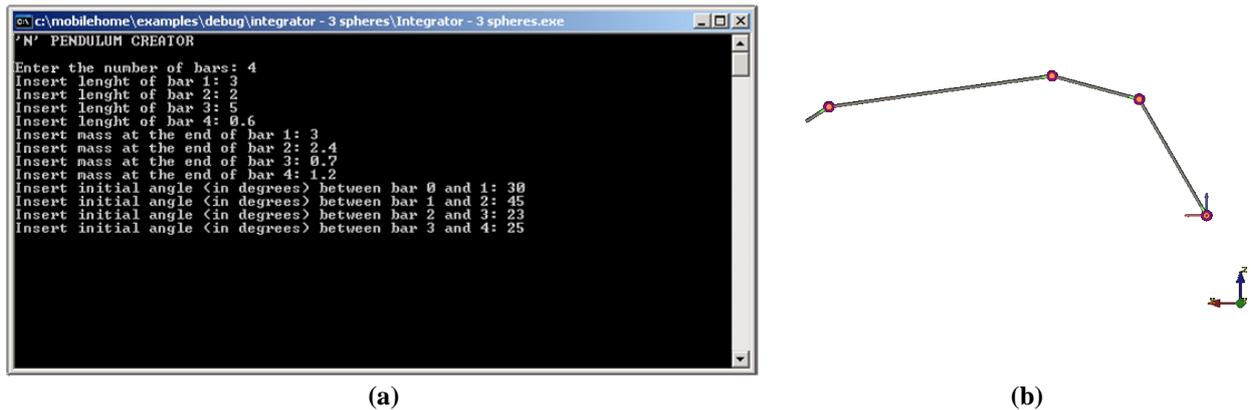 c:\mobilehome\examples\debug\integrator - 3 spheres\Integrator - 3 spheres.exe
'N' PENDULUM CREATOR
Enter the number of bars: 4
Insert lenght of bar 1: 3
Insert lenght of bar 2: 2
Insert lenght of bar 3: 5
Insert lenght of bar 4: 0.6
Insert mass at the end of bar 1: 3
Insert mass at the end of bar 2: 2.4
Insert mass at the end of bar 3: 0.7
Insert mass at the end of bar 4: 1.2
Insert initial angle (in degrees) between bar 0 and 1: 30
Insert initial angle (in degrees) between bar 1 and 2: 45
Insert initial angle (in degrees) between bar 2 and 3: 23
Insert initial angle (in degrees) between bar 3 and 4: 25
Z
(a)
(b)